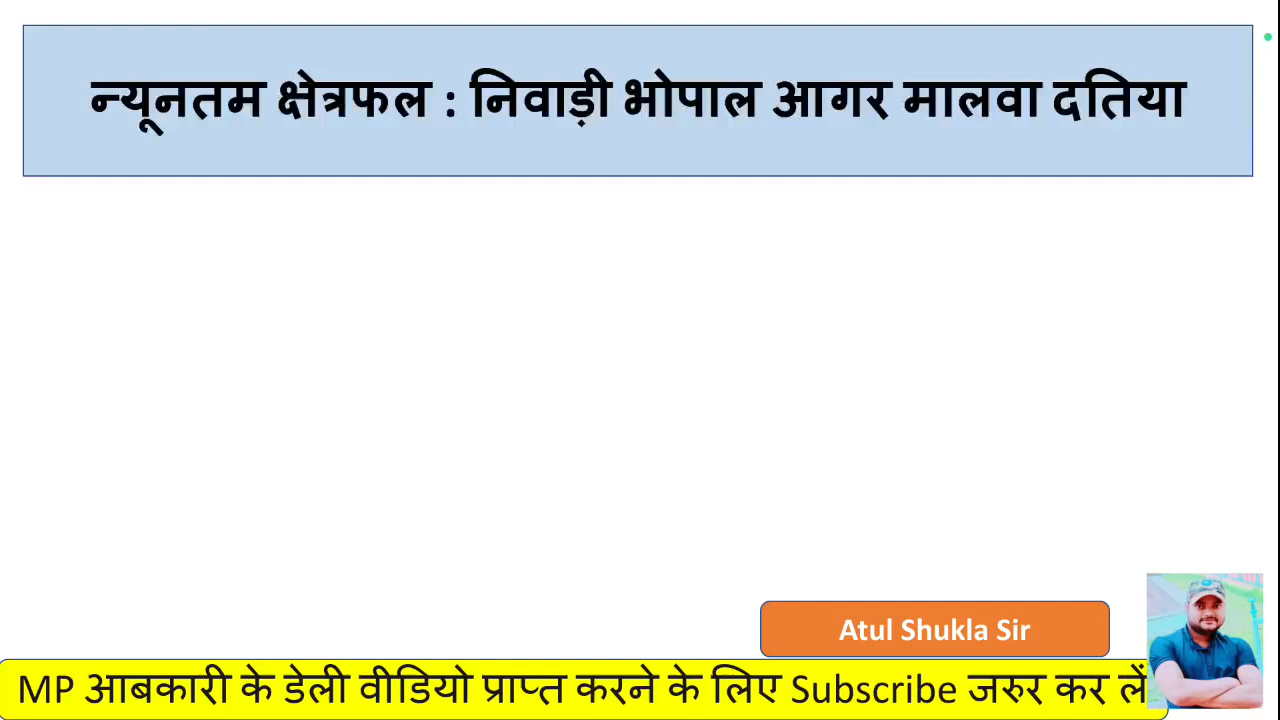 न्यूनतम क्षेत्रफल : निवाड़ी भोपाल आगर मालवा दतिया
Atul Shukla Sir
MP आबकारी के डेली वीडियो प्राप्त करने के लिए Subscribe जरुर कर लें